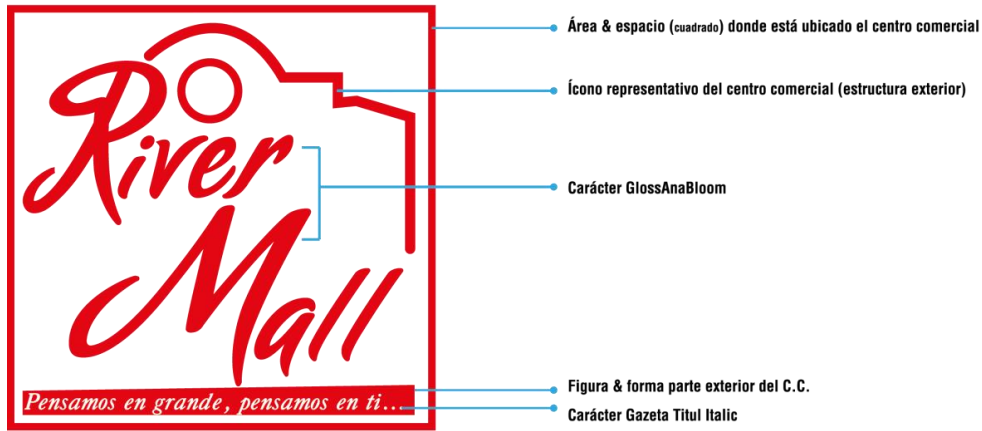 River
Mall
Pensamos en grande, pensamos en ti...
Área & espacio (cuadrado) donde está ubicado el centro comercial
Ícono representativo del centro comercial (estructura exterior)
Carácter GlossAnaBloom
Figura & forma parte exterior del C.C.
Carácter Gazeta Titul Italic